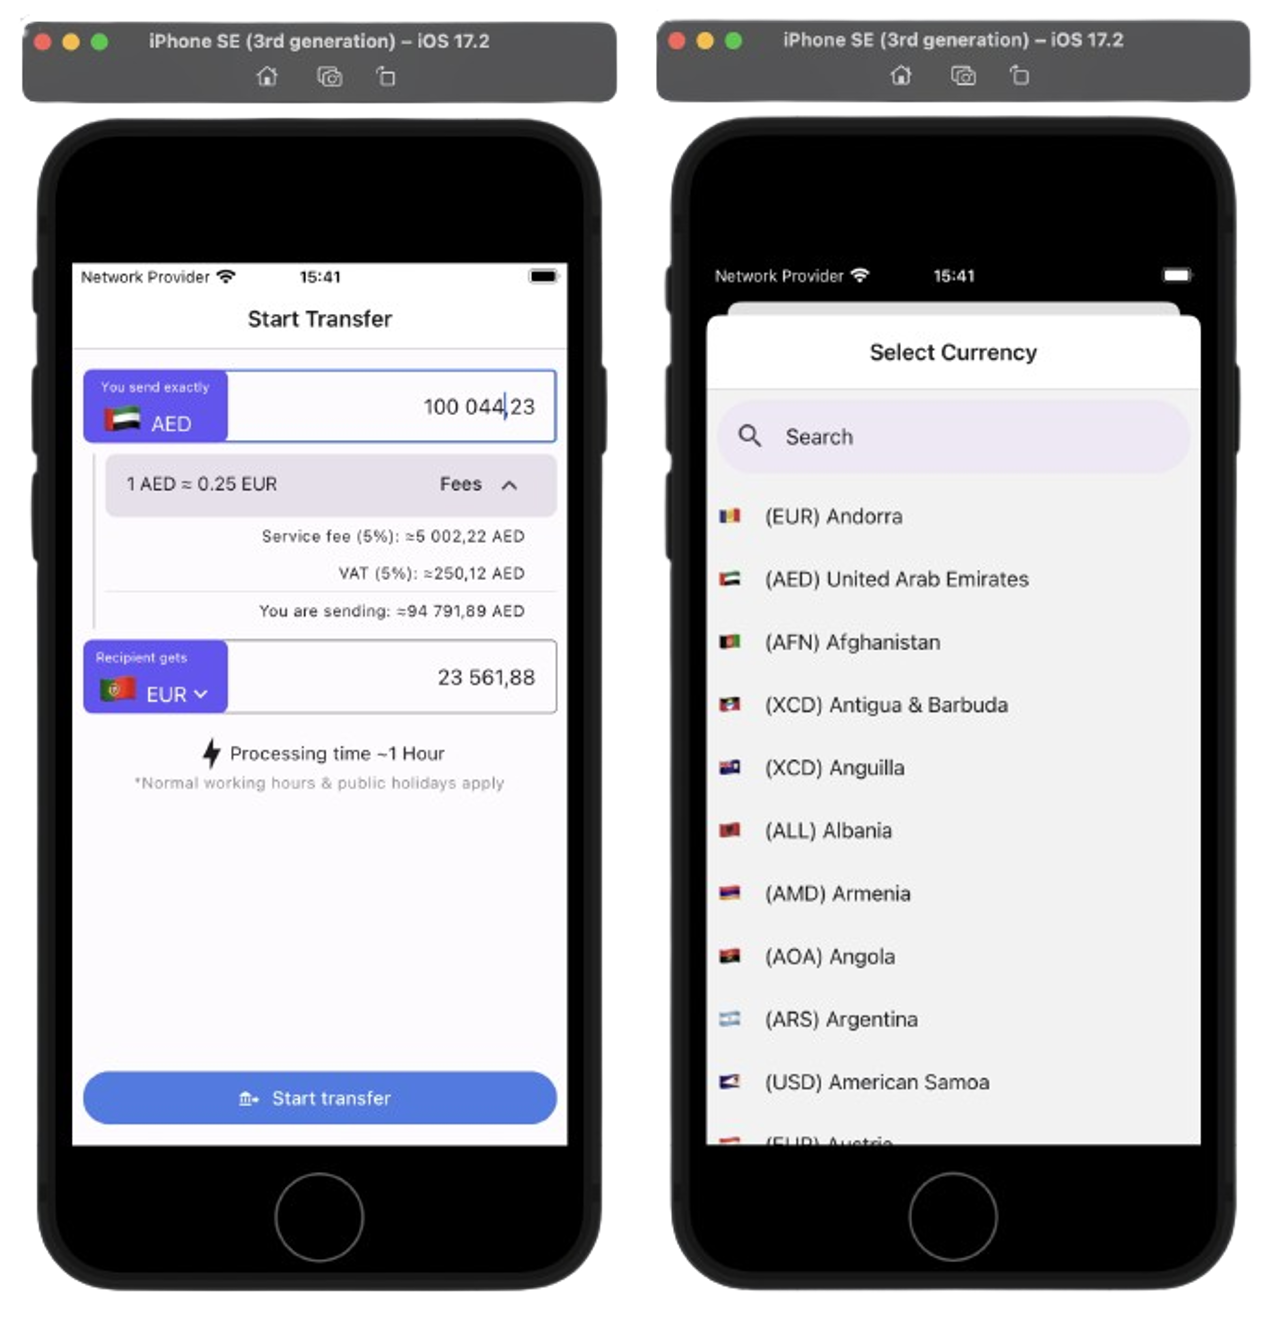 iPhone SE (3rd generation) – iOS 17.2
Network Provider 15:41
Start Transfer
You send exactly
AED
100 044,23
1 AED ≈ 0.25 EUR Fees
Service fee (5%): ≈5 002,22 AED
VAT (5%): ≈250,12 AED
You are sending: ≈94 791,89 AED
Recipient gets
EUR
23 561,88
Processing time ~1 Hour
*Normal working hours & public holidays apply
Start transfer
iPhone SE (3rd generation) – iOS 17.2
Network Provider 15:41
Select Currency
Search
(EUR) Andorra
(AED) United Arab Emirates
(AFN) Afghanistan
(XCD) Antigua & Barbuda
(XCD) Anguilla
(ALL) Albania
(AMD) Armenia
(AOA) Angola
(ARS) Argentina
(USD) American Samoa
(EUR) Austria